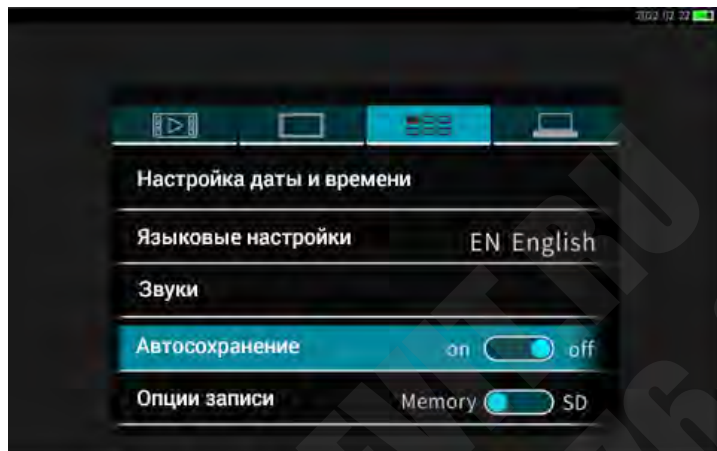 2022 02 22
Настройка даты и времени
Языковые настройки EN English
Звуки
Автосохранение on off
Опции записи Memory SD